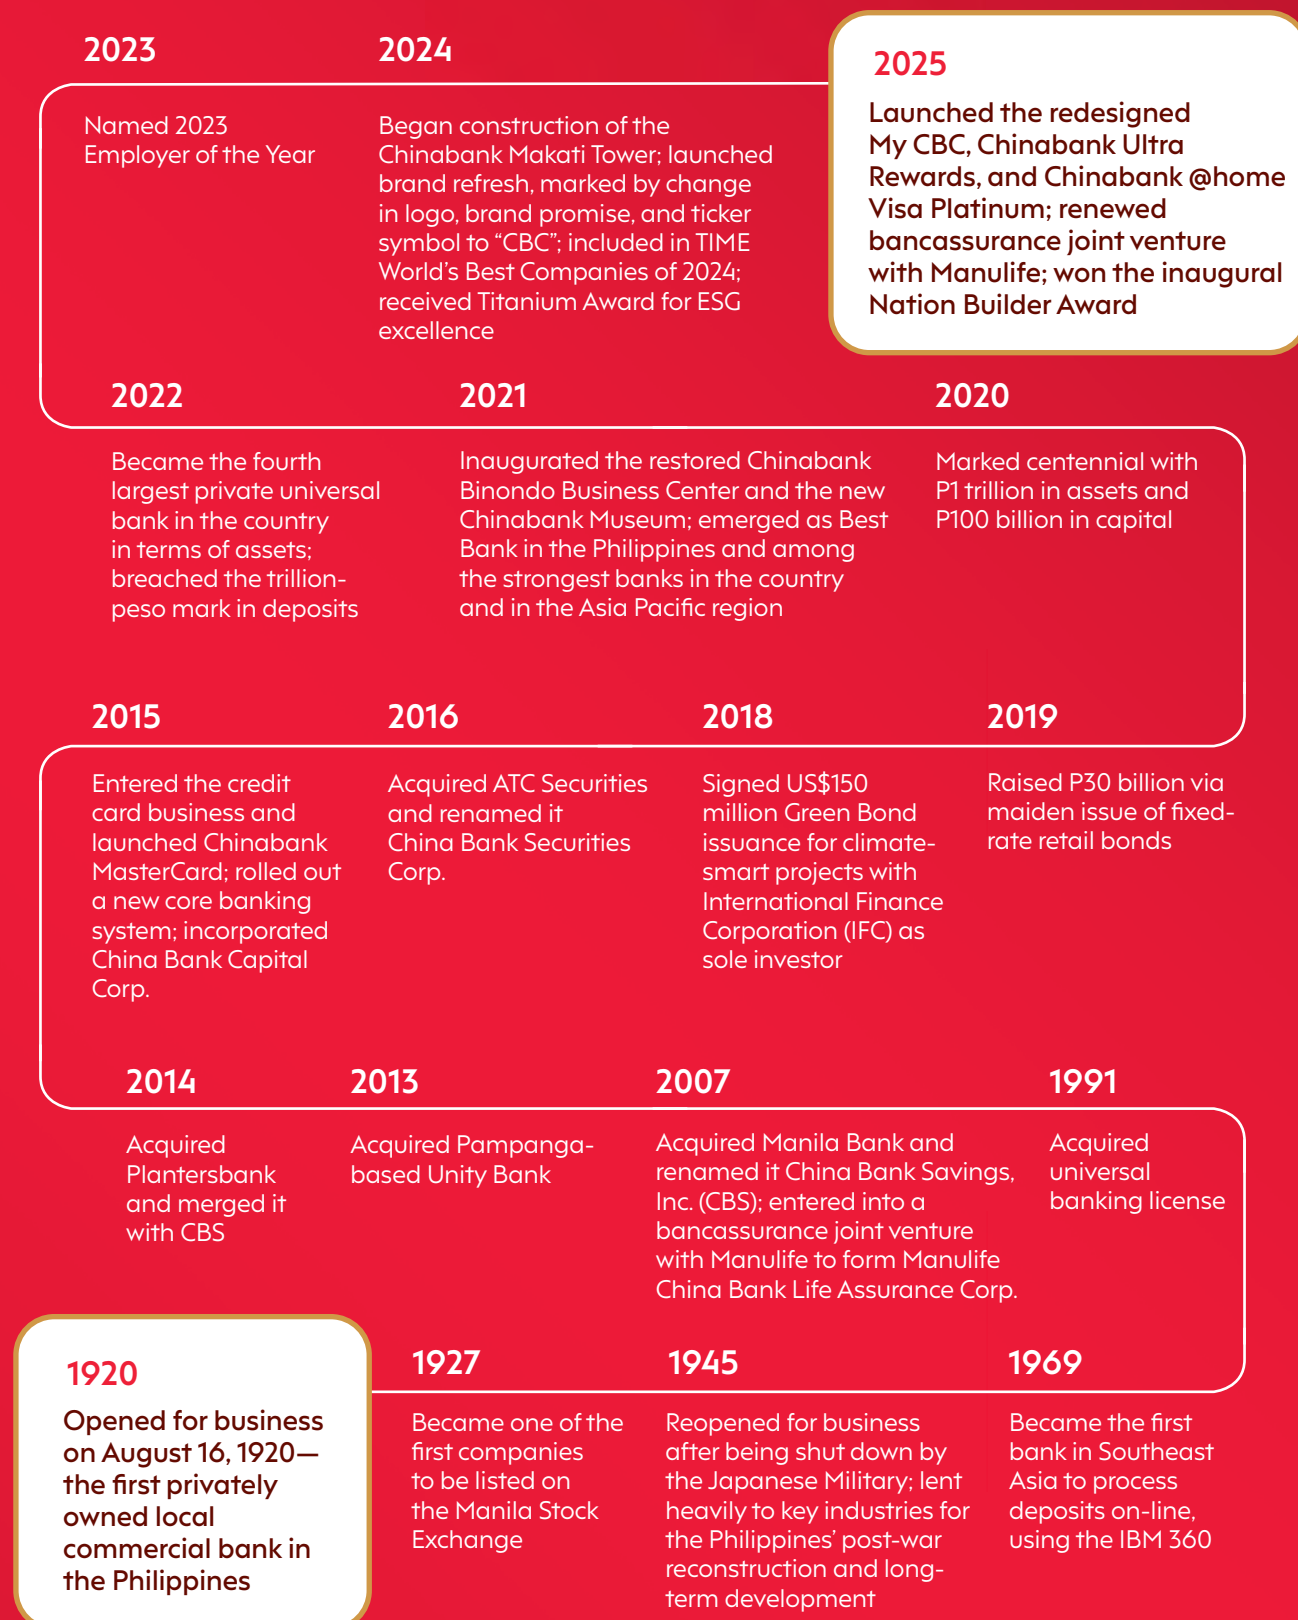 2023
Named 2023
Employer of the Year
2024
Began construction of the
Chinabank Makati Tower; launched
brand refresh, marked by change
in logo, brand promise, and ticker
symbol to “CBC”; included in TIME
World’s Best Companies of 2024;
received Titanium Award for ESG
excellence
2025
Launched the redesigned
My CBC, Chinabank Ultra
Rewards, and Chinabank @home
Visa Platinum; renewed
bancassurance joint venture
with Manulife; won the inaugural
Nation Builder Award
2022
Became the fourth
largest private universal
bank in the country
in terms of assets;
breached the trillion-
peso mark in deposits
2021
Inaugurated the restored Chinabank
Binondo Business Center and the new
Chinabank Museum; emerged as Best
Bank in the Philippines and among
the strongest banks in the country
and in the Asia Pacific region
2020
Marked centennial with
P1 trillion in assets and
P100 billion in capital
2015
Entered the credit
card business and
launched Chinabank
MasterCard; rolled out
a new core banking
system; incorporated
China Bank Capital
Corp.
2016
Acquired ATC Securities
and renamed it
China Bank Securities
Corp.
2018
Signed US$150
million Green Bond
issuance for climate-
smart projects with
International Finance
Corporation (IFC) as
sole investor
2019
Raised P30 billion via
maiden issue of fixed-
rate retail bonds
2014
Acquired
Plantersbank
and merged it
with CBS
2013
Acquired Pampanga-
based Unity Bank
2007
Acquired Manila Bank and
renamed it China Bank Savings,
Inc. (CBS); entered into a
bancassurance joint venture
with Manulife to form Manulife
China Bank Life Assurance Corp.
1991
Acquired
universal
banking license
1920
Opened for business
on August 16, 1920—
the first privately
owned local
commercial bank in
the Philippines
1927
Became one of the
first companies
to be listed on
the Manila Stock
Exchange
1945
Reopened for business
after being shut down by
the Japanese Military; lent
heavily to key industries for
the Philippines’ post-war
reconstruction and long-
term development
1969
Became the first
bank in Southeast
Asia to process
deposits on-line,
using the IBM 360